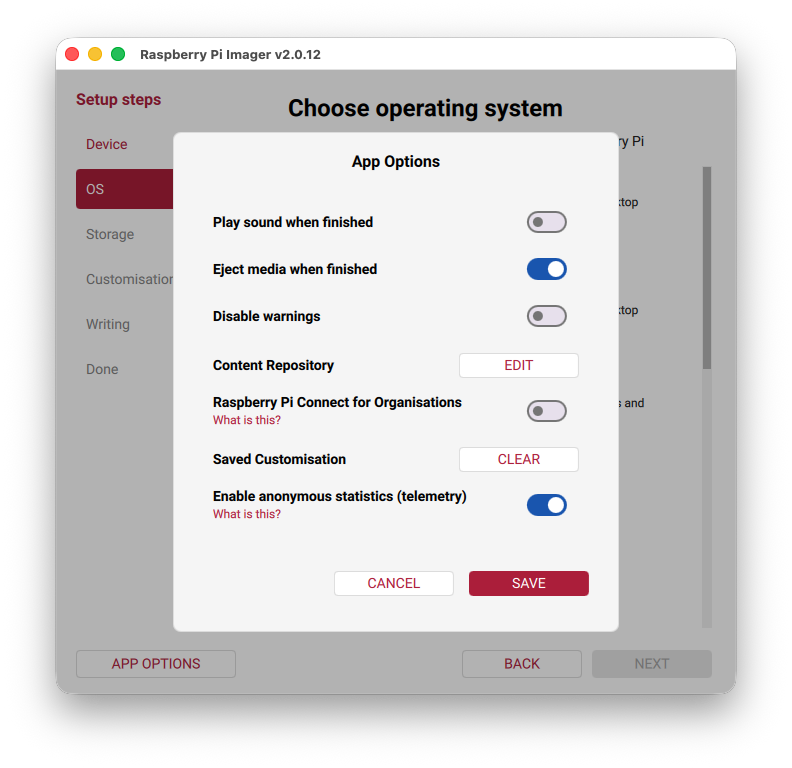 Raspberry Pi Imager v2.0.12
Setup steps
Choose operating system
Device
OS
Storage
Customisation
Writing
Done
App Options
Play sound when finished
Eject media when finished
Disable warnings
Content Repository
EDIT
Raspberry Pi Connect for Organisations
What is this?
Saved Customisation
CLEAR
Enable anonymous statistics (telemetry)
What is this?
CANCEL
SAVE
Pi
and
APP OPTIONS
BACK
NEXT